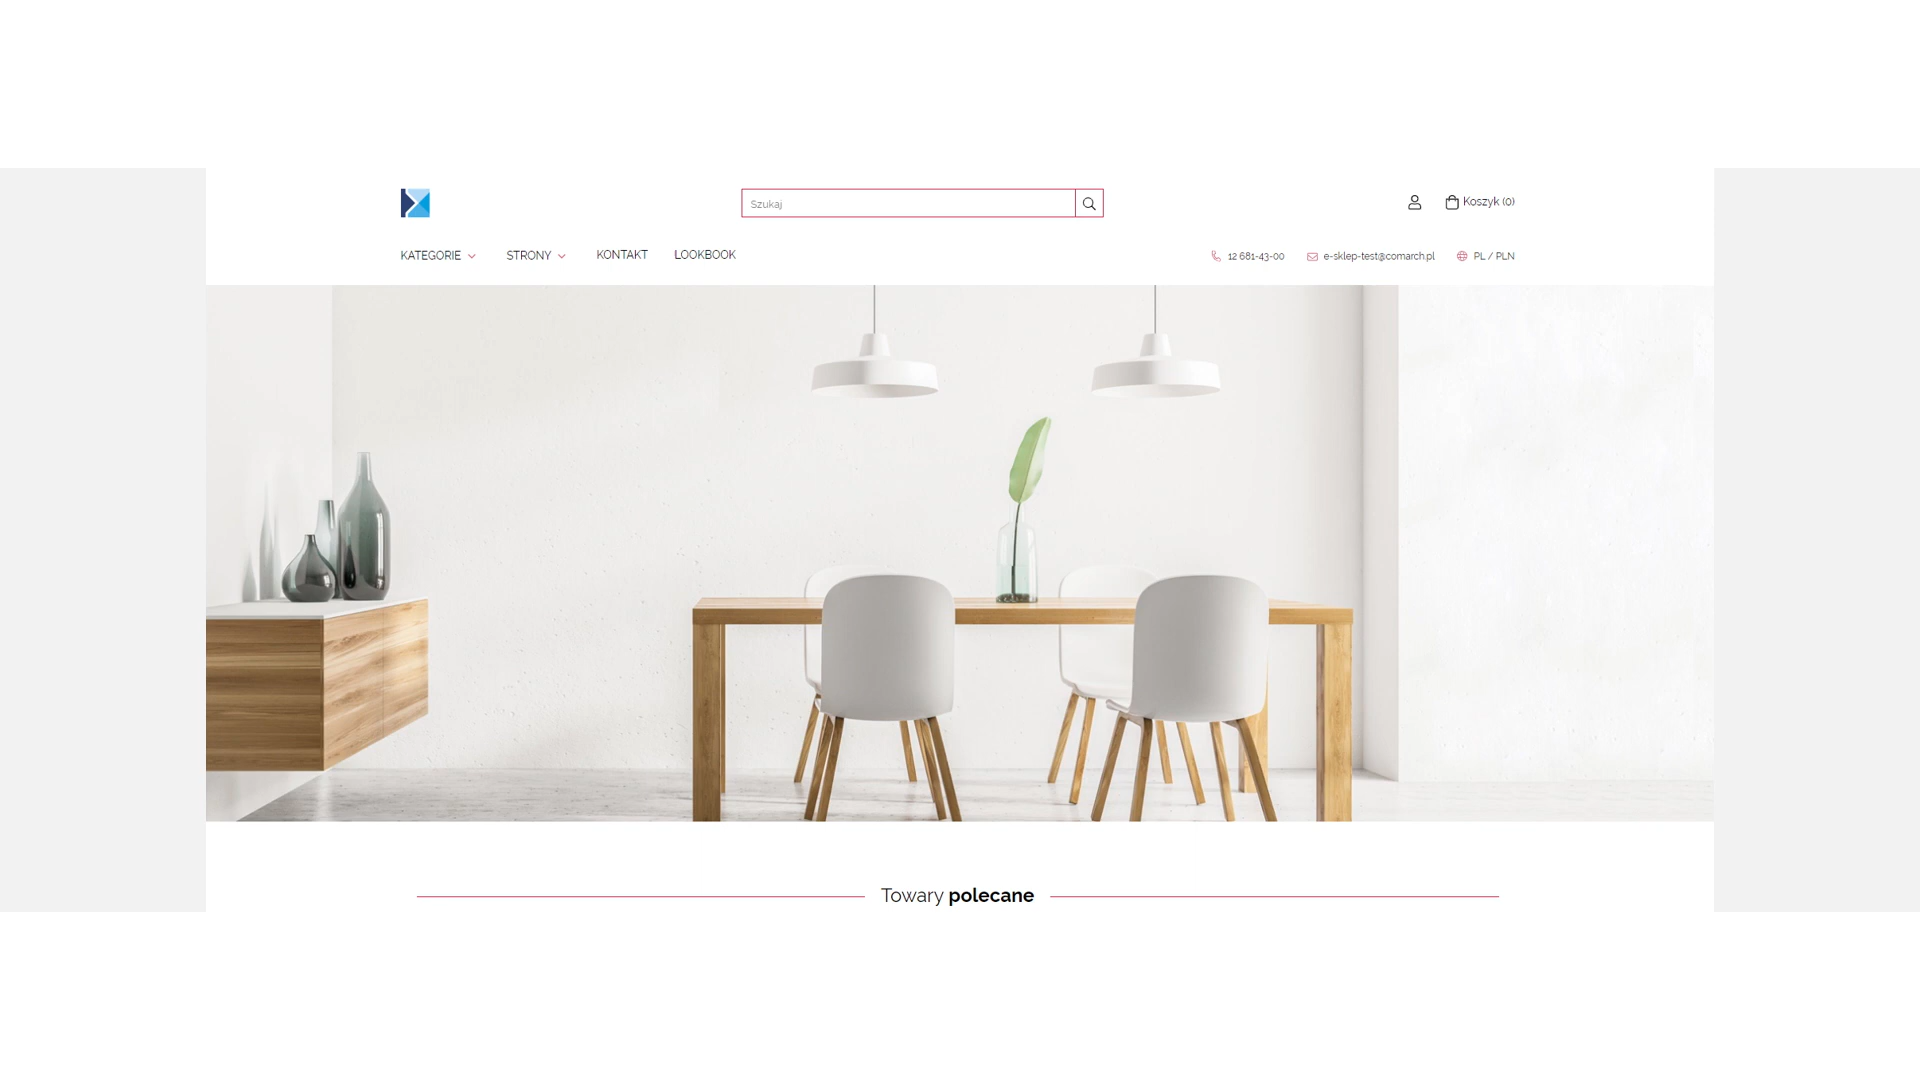 Szukaj
Koszyk (0)
KATEGORIE STRONY KONTAKT LOOKBOOK
12 681-43-00 e-sklep-test@comarch.pl PL / PLN
Towary polecane